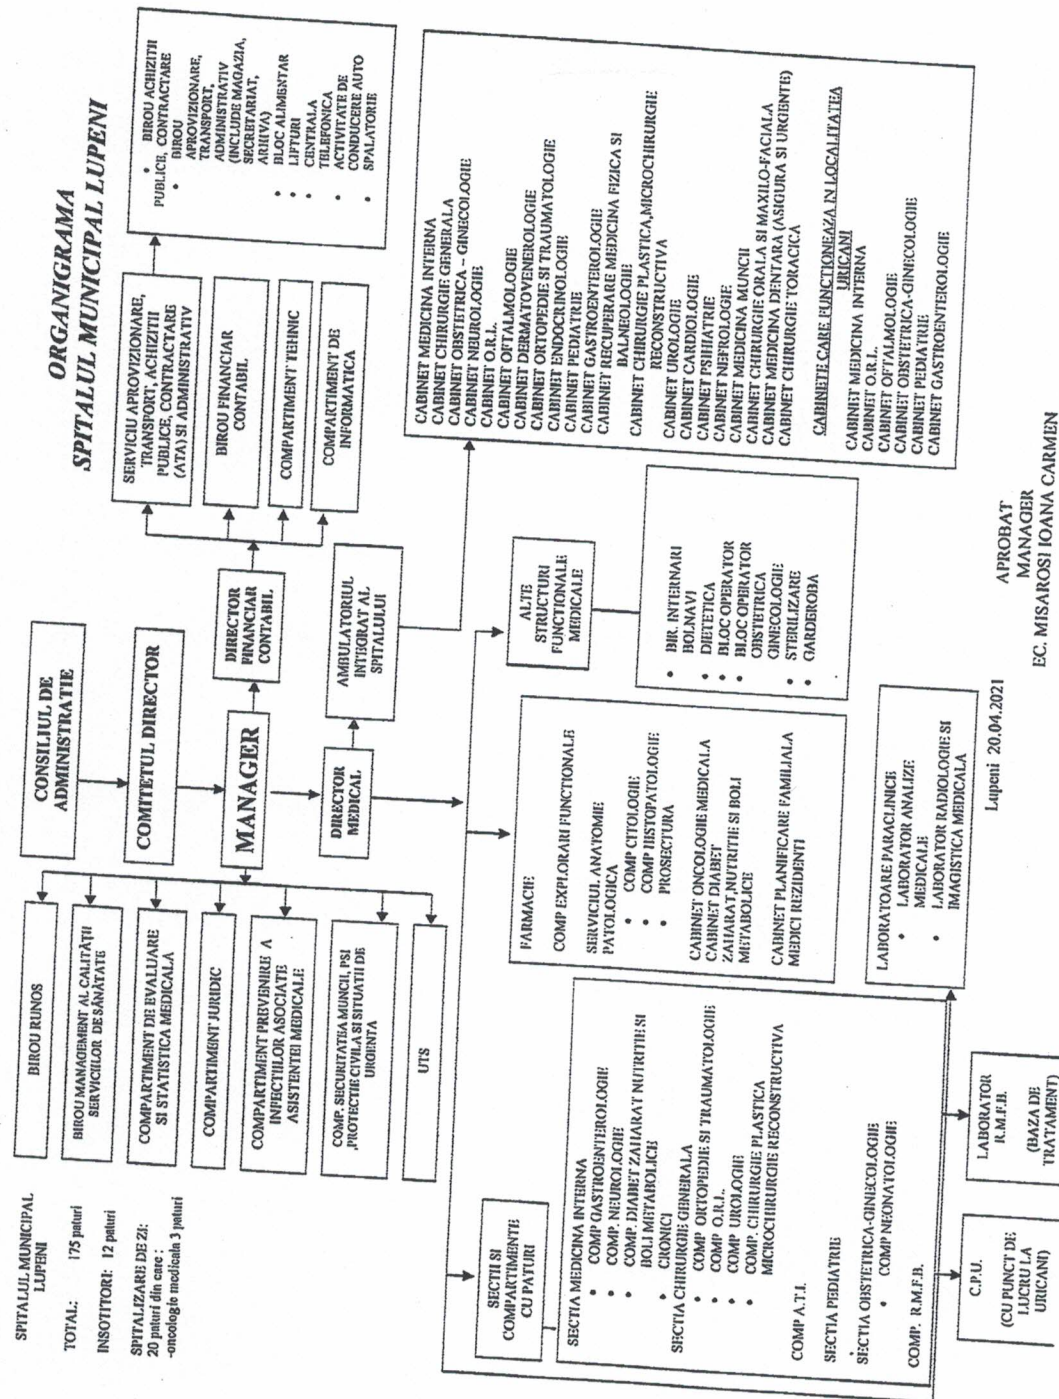 ORGANIGRAMA
SPITALUL MUNICIPAL LUPENI
SPITALUL MUNICIPAL
LUPENI
TOTAL: 175 paturi
INSOTITORI: 12 paturi
SPITALIZARE DE ZI:
20 paturi din care :
-oncologie medicala 3 paturi
CONSILIUL DE
ADMINISTRATIE
COMITETUL DIRECTOR
MANAGER
DIRECTOR
MEDICAL
DIRECTOR
FINANCIAR
CONTABIL
BIROU RUNOS
BIROU MANAGEMENT AL CALITĂȚII
SERVICIILOR DE SĂNĂTATE
COMPARTIMENT DE EVALUARE
SI STATISTICA MEDICALA
COMPARTIMENT JURIDIC
COMPARTIMENT PREVENIRE A
INFECTIILOR ASOCIATE
ASISTENTEI MEDICALE
COMP. SECURITATEA MUNCII, PSI
,PROTECTIE CIVILA SI SITUATII DE
URGENTA
UTS
SERVICIU APROVIZIONARE,
TRANSPORT, ACHIZITII
PUBLICE, CONTRACTARE
(ATA) SI ADMINISTRATIV
BIROU FINANCIAR
CONTABIL
COMPARTIMENT TEHNIC
COMPARTIMENT DE
INFORMATICA
• BIROU ACHIZITII
PUBLICE, CONTRACTARE
• BIROU
APROVIZIONARE,
TRANSPORT,
ADMINISTRATIV
(INCLUDE MAGAZIA,
SECRETARIAT,
ARHIVA)
• BLOC ALIMENTAR
• LIFTURI
• CENTRALA
TELEFONICA
• ACTIVITATE DE
CONDUCERE AUTO
• SPALATORIE
AMBULATORIUL
INTEGRAT AL
SPITALULUI
CABINET MEDICINA INTERNA
CABINET CHIRURGIE GENERALA
CABINET OBSTETRICA – GINECOLOGIE
CABINET NEUROLOGIE
CABINET O.R.L.
CABINET OFTALMOLOGIE
CABINET DERMATOVENEROLOGIE
CABINET ORTOPEDIE SI TRAUMATOLOGIE
CABINET ENDOCRINOLOGIE
CABINET PEDIATRIE
CABINET GASTROENTEROLOGIE
CABINET RECUPERARE MEDICINA FIZICA SI
BALNEOLOGIE
CABINET CHIRURGIE PLASTICA,MICROCHIRURGIE
RECONSTRUCTIVA
CABINET UROLOGIE
CABINET CARDIOLOGIE
CABINET PSIHIATRIE
CABINET NEFROLOGIE
CABINET MEDICINA MUNCII
CABINET CHIRURGIE ORALA SI MAXILO-FACIALA
CABINET MEDICINA DENTARA (ASIGURA SI URGENTE)
CABINET CHIRURGIE TORACICA
CABINETE CARE FUNCTIONEAZA IN LOCALITATEA
URICANI
CABINET MEDICINA INTERNA
CABINET O.R.L.
CABINET OFTALMOLOGIE
CABINET OBSTETRICA-GINECOLOGIE
CABINET PEDIATRIE
CABINET GASTROENTEROLOGIE
SECTII SI
COMPARTIMENTE
CU PATURI
SECTIA MEDICINA INTERNA
• COMP GASTROENTEROLOGIE
• COMP. NEUROLOGIE
• COMP. DIABET ZAHARAT NUTRITIE SI
BOLI METABOLICE
• CRONICI
SECTIA CHIRURGIE GENERALA
• COMP ORTOPEDIE SI TRAUMATOLOGIE
• COMP O.R.L.
• COMP UROLOGIE
• COMP. CHIRURGIE PLASTICA
MICROCHIRURGIE RECONSTRUCTIVA
COMP A.T.I.
SECTIA PEDIATRIE
SECTIA OBSTETRICA-GINECOLOGIE
• COMP NEONATOLOGIE
COMP. R.M.F.B.
FARMACIE
COMP EXPLORARI FUNCTIONALE
SERVICIUL ANATOMIE
PATOLOGICA
• COMP CITOLOGIE
• COMP HISTOPATOLOGIE
• PROSECTURA
CABINET ONCOLOGIE MEDICALA
CABINET DIABET
ZAHARAT,NUTRITIE SI BOLI
METABOLICE
CABINET PLANIFICARE FAMILIALA
MEDICI REZIDENTI
ALTE
STRUCTURI
FUNCTIONALE
MEDICALE
• BIR. INTERNARI
BOLNAVI
• DIETETICA
• BLOC OPERATOR
• BLOC OPERATOR
OBSTETRICA
GINECOLOGIE
• STERILIZARE
• GARDEROBA
LABORATOARE PARACLINICE
• LABORATOR ANALIZE
MEDICALE
• LABORATOR RADIOLOGIE SI
IMAGISTICA MEDICALA
C.P.U.
(CU PUNCT DE
LUCRU LA
URICANI)
LABORATOR
R.M.F.B.
(BAZA DE
TRATAMENT)
Lupeni 20.04.2021
APROBAT
MANAGER
EC. MISAROSI IOANA CARMEN